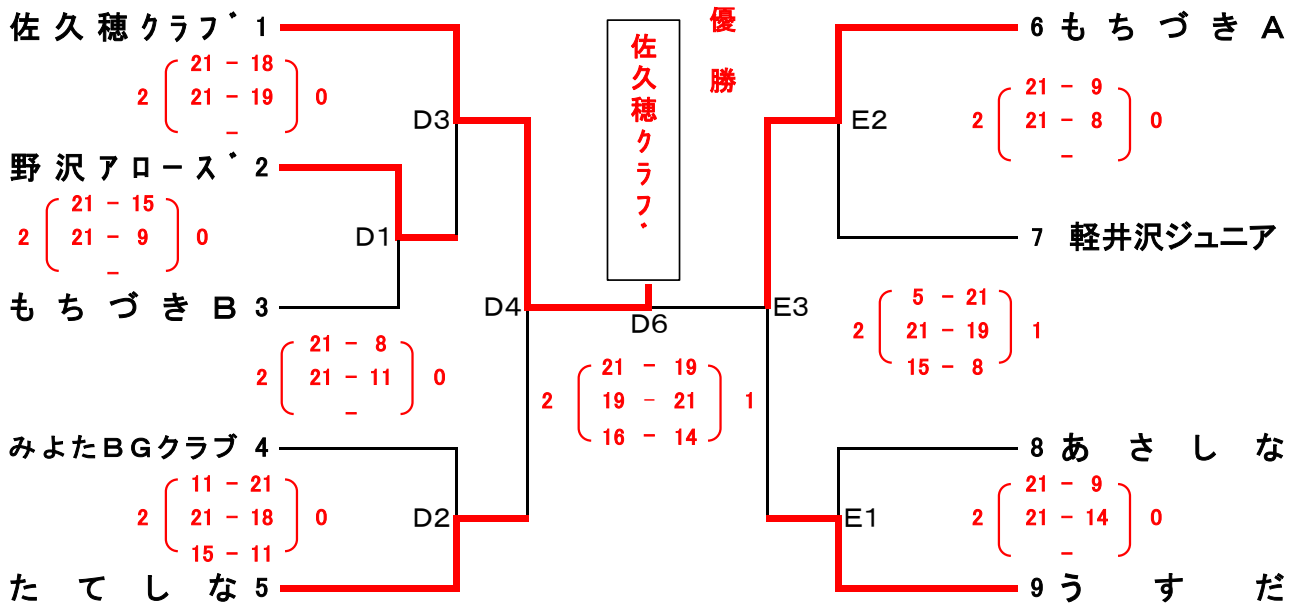 優勝
佐久穂クラブ
佐久穂クラブ 1
2 21 - 18 0
21 - 19
-
D3
野沢アローズ 2
2 21 - 15 0
21 - 9
-
D1
もちづきB 3
D4
2 21 - 8 0
21 - 11
-
みよたBGクラブ 4
2 11 - 21 0
21 - 18
15 - 11
D2
たてしな 5
D6
2 21 - 19 1
19 - 21
16 - 14
6 もちづきA
E2
2 21 - 9 0
21 - 8
-
7 軽井沢ジュニア
E3
2 5 - 21 1
21 - 19
15 - 8
8 あさしな
E1
2 21 - 9 0
21 - 14
-
9 うすだ